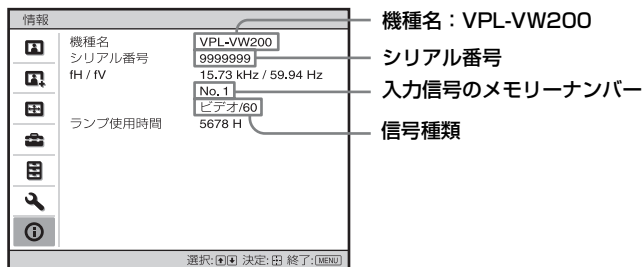 情報
機種名 VPL-VW200
シリアル番号 9999999
fH / fV 15.73 kHz / 59.94 Hz
No. 1
ビデオ/60
ランプ使用時間 5678 H
選択: 決定: 終了: MENU
機種名：VPL-VW200
シリアル番号
入力信号のメモリーナンバー
信号種類